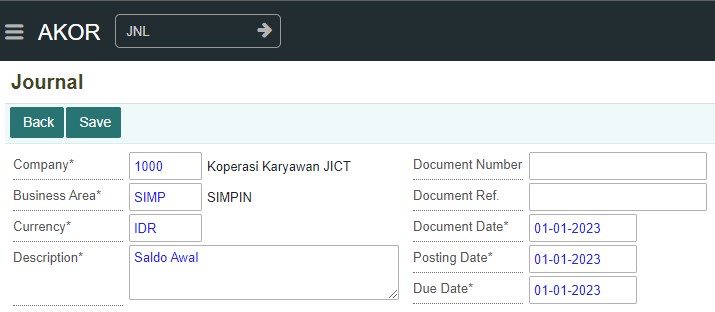 AKOR JNL
Journal
Back Save
Company* 1000 Koperasi Karyawan JICT Document Number
Business Area* SIMP SIMPIN Document Ref.
Currency* IDR Document Date* 01-01-2023
Description* Saldo Awal Posting Date* 01-01-2023
Due Date* 01-01-2023